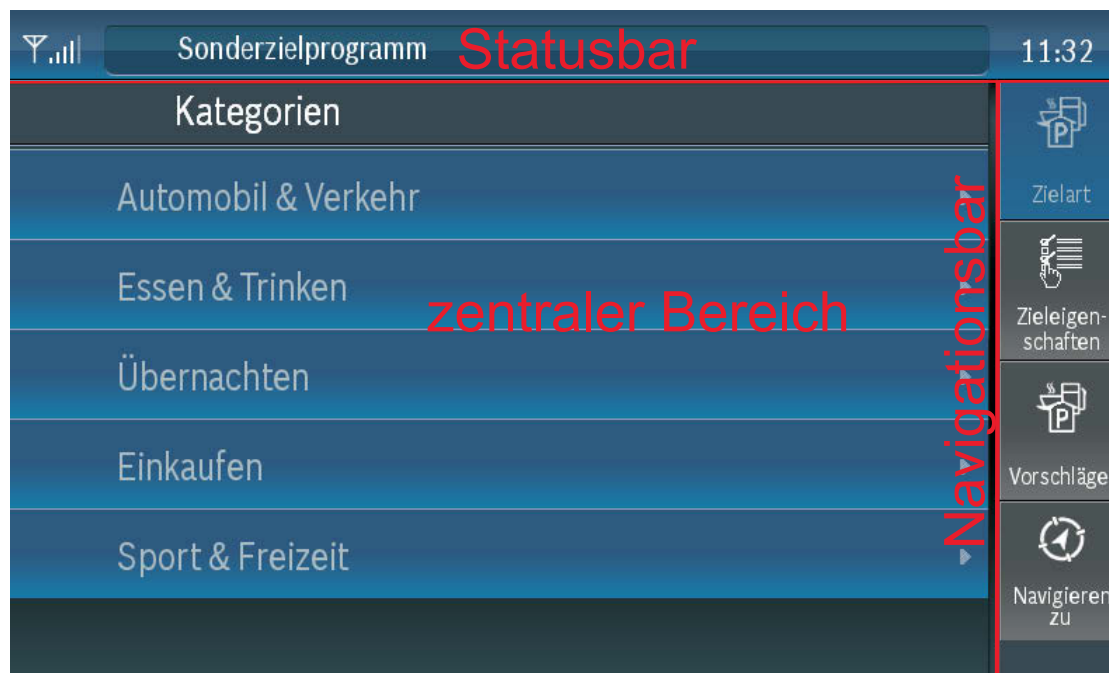 Sonderzielprogramm Statusbar 11:32
Kategorien
Automobil & Verkehr
Essen & Trinken
zentraler Bereich
Übernachten
Einkaufen
Sport & Freizeit
Navigationsbar
P
Zielart
Zieleigen-
schaften
P
Vorschläge
Navigieren
zu